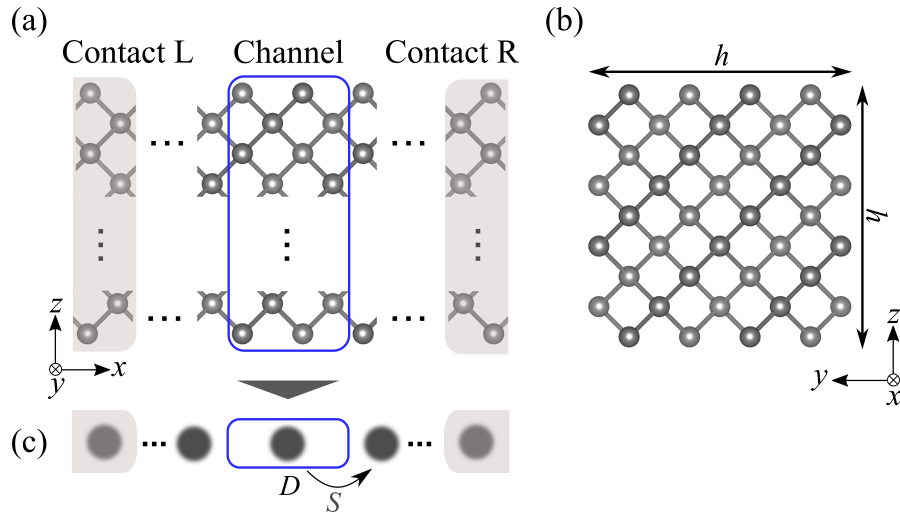 (a)
Contact L Channel Contact R
z
y x
(b)
h
h
z
y x
(c)
D
S